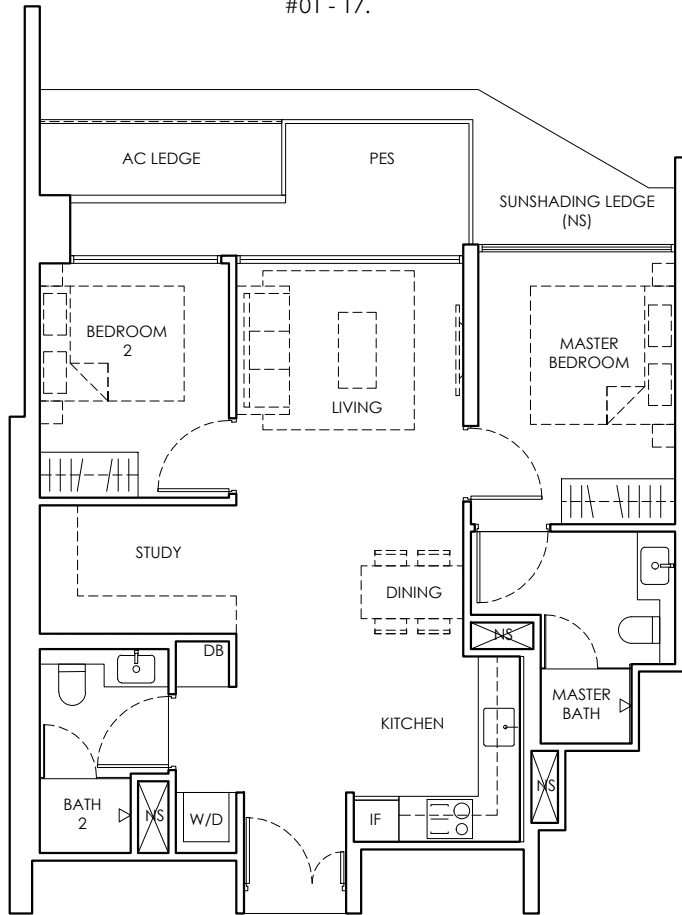 #01 - 17.
AC LEDGE
PES
SUNSHADING LEDGE
(NS)
BEDROOM
2
MASTER
BEDROOM
LIVING
STUDY
DINING
DB
NS
MASTER
BATH
KITCHEN
BATH
2
NS
W/D
IF
NS